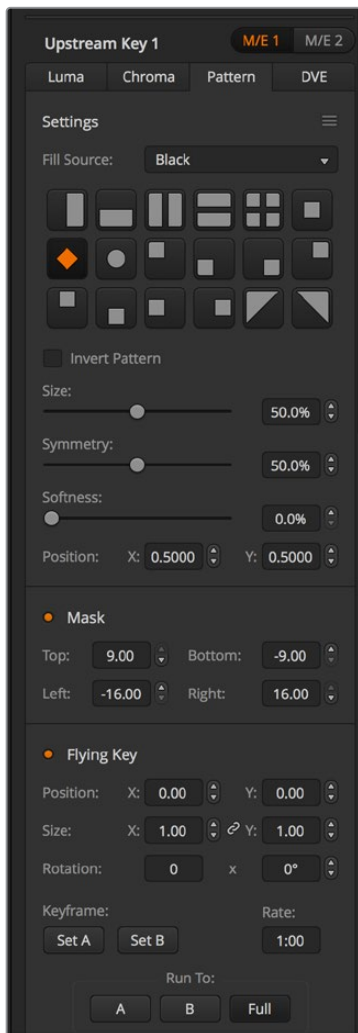 Upstream Key 1 M/E 1 M/E 2
Luma Chroma Pattern DVE
Settings
Fill Source: Black
Invert Pattern
Size:
50.0%
Symmetry:
50.0%
Softness:
0.0%
Position: X: 0.5000 Y: 0.5000
Mask
Top: 9.00 Bottom: -9.00
Left: -16.00 Right: 16.00
Flying Key
Position: X: 0.00 Y: 0.00
Size: X: 1.00 Y: 1.00
Rotation: 0 x 0°
Keyframe: Rate:
Set A Set B 1:00
Run To:
A B Full